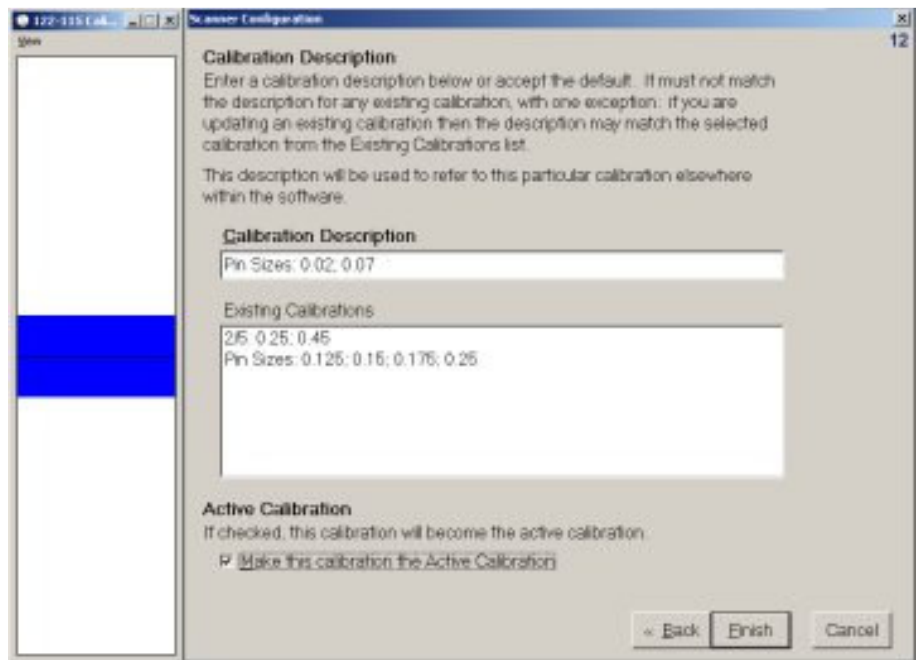 122-115 Cal...
Scanner Configuration
View
12
Calibration Description
Enter a calibration description below or accept the default. It must not match
the description for any existing calibration, with one exception: if you are
updating an existing calibration then the description may match the selected
calibration from the Existing Calibrations list.
This description will be used to refer to this particular calibration elsewhere
within the software.
Calibration Description
Pin Sizes: 0.02; 0.07
Existing Calibrations
2/5: 0.25; 0.45
Pin Sizes: 0.125; 0.15; 0.175; 0.25
Active Calibration
If checked, this calibration will become the active calibration.
Make this calibration the Active Calibration
« Back
Finish
Cancel